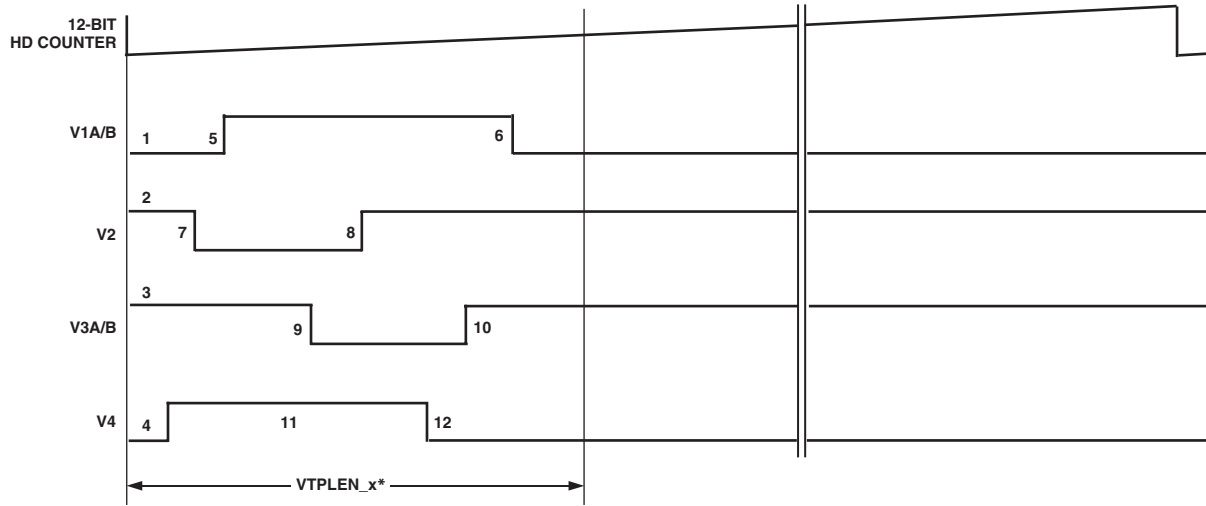 12-BIT
HD COUNTER
V1A/B 1 5 6
2
V2 7 8
3
V3A/B 9 10
V4 4 11 12
VTPLEN_x*